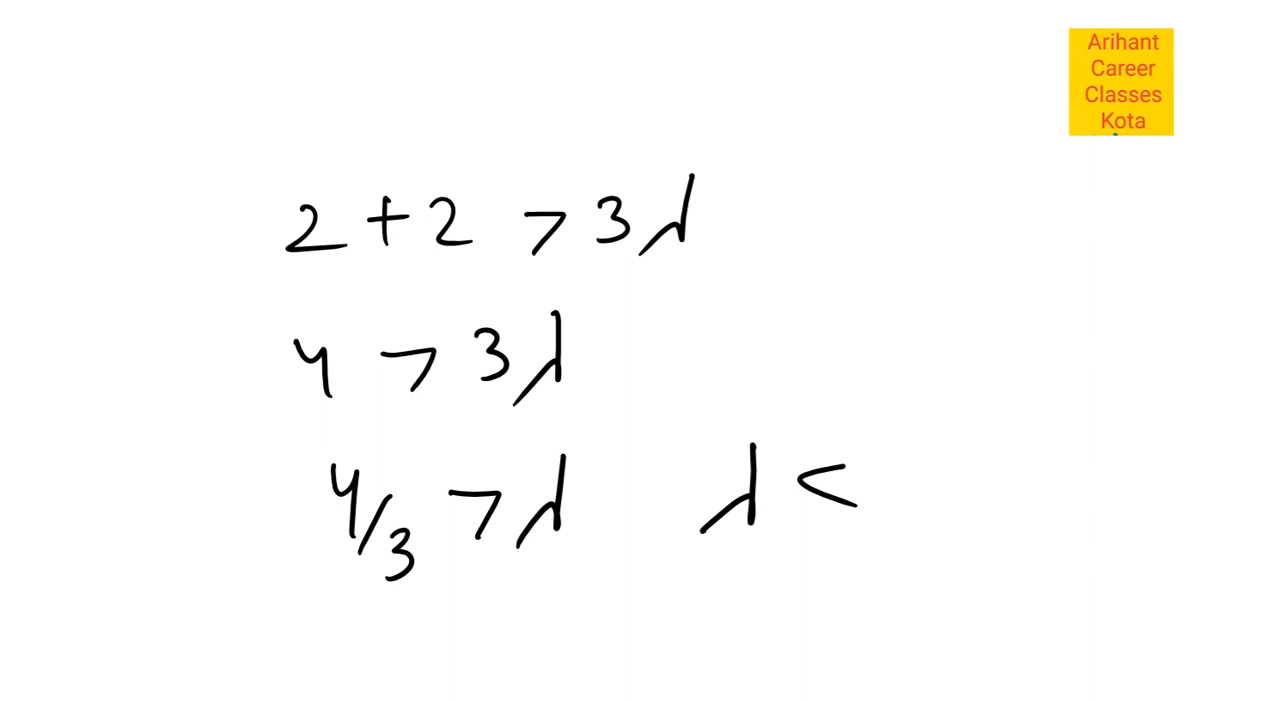 Arihant
Career
Classes
Kota
2 + 2 > 3λ
4 > 3λ
4/3 > λ λ <